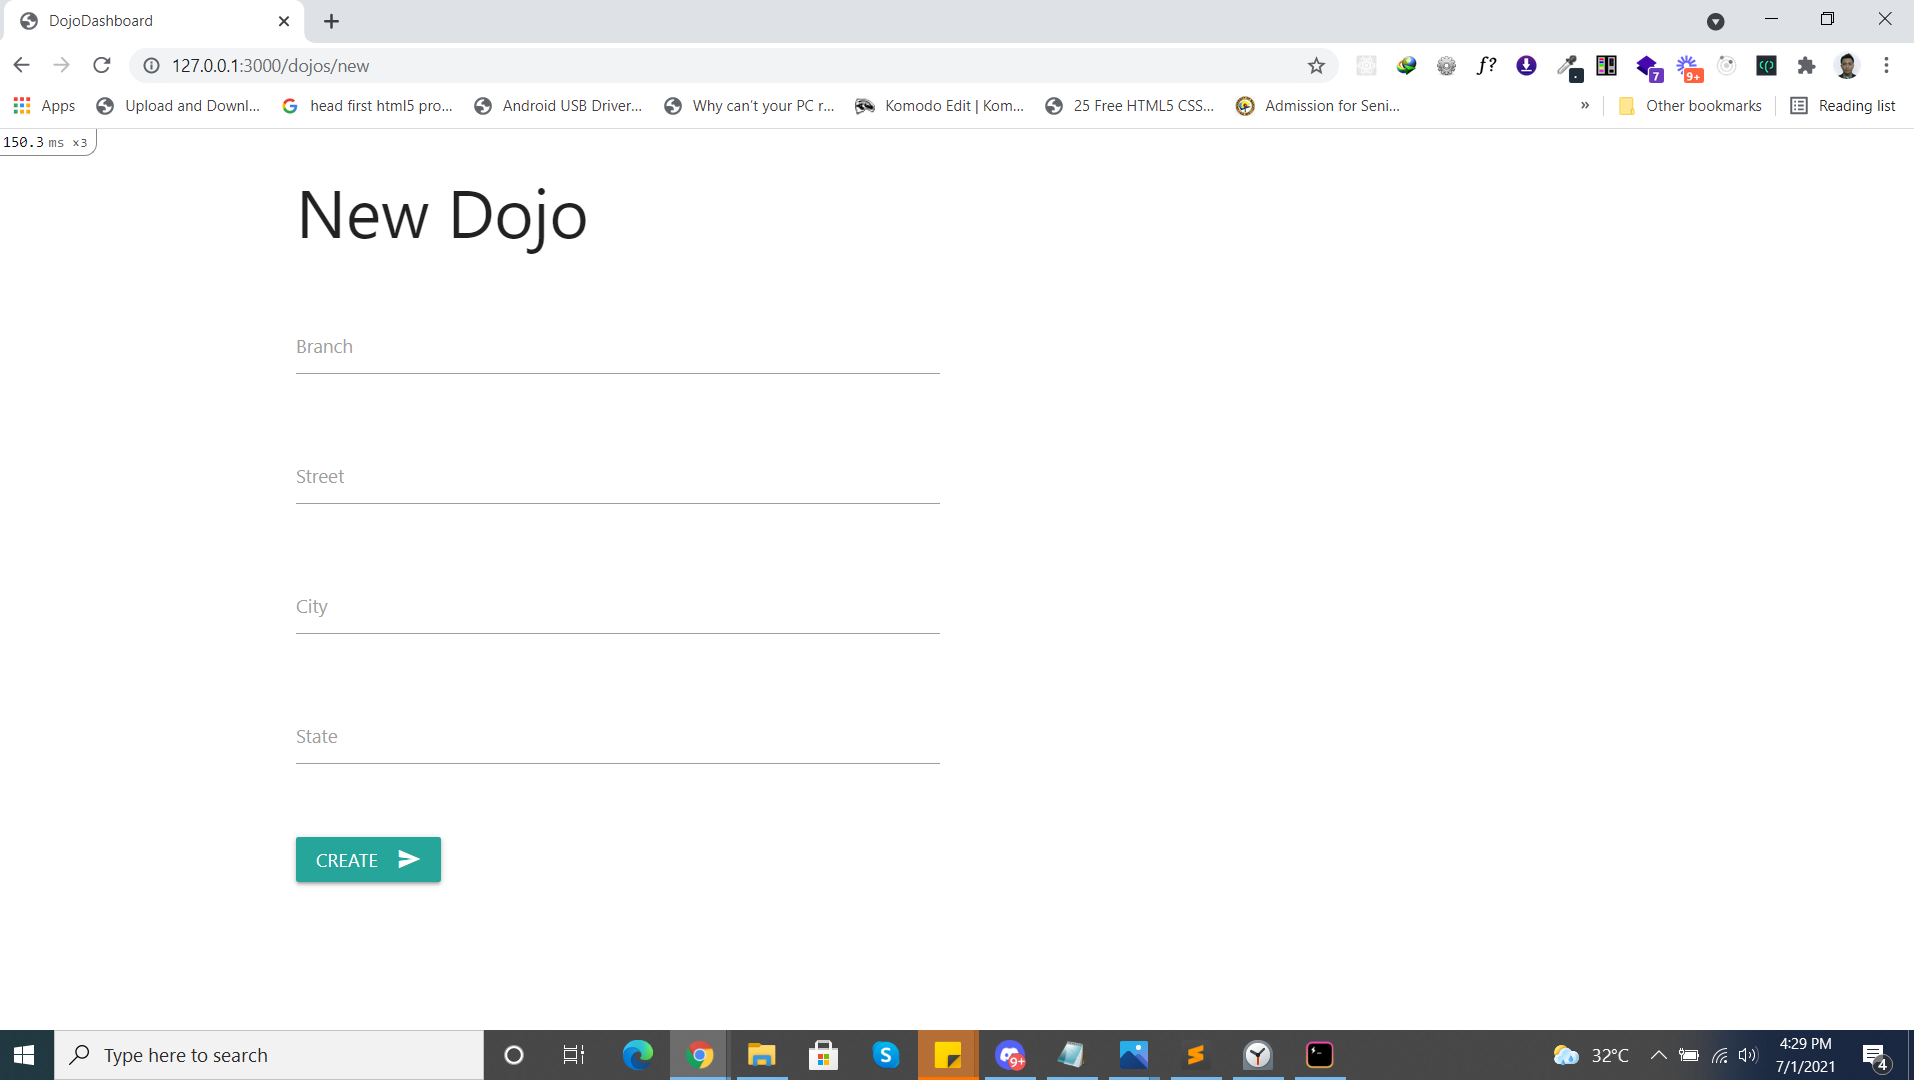 DojoDashboard
127.0.0.1:3000/dojos/new
f?
7
9+
Apps
Upload and Downl...
head first html5 pro...
Android USB Driver...
Why can't your PC r...
Komodo Edit | Kom...
25 Free HTML5 CSS...
Admission for Seni...
»
Other bookmarks
Reading list
150.3 ms ×3
New Dojo
Branch
Street
City
State
CREATE
Type here to search
S
9+
32°C
4:29 PM
7/1/2021
4